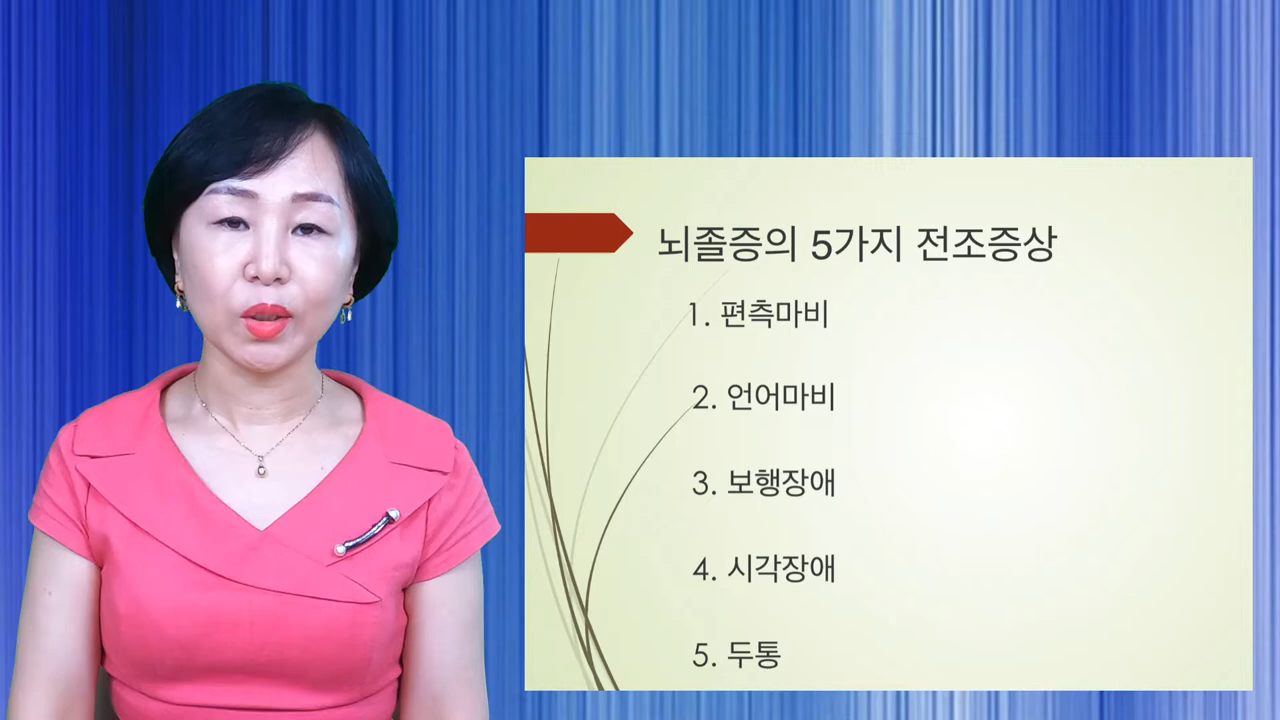 뇌졸증의 5가지 전조증상
1. 편측마비
2. 언어마비
3. 보행장애
4. 시각장애
5. 두통